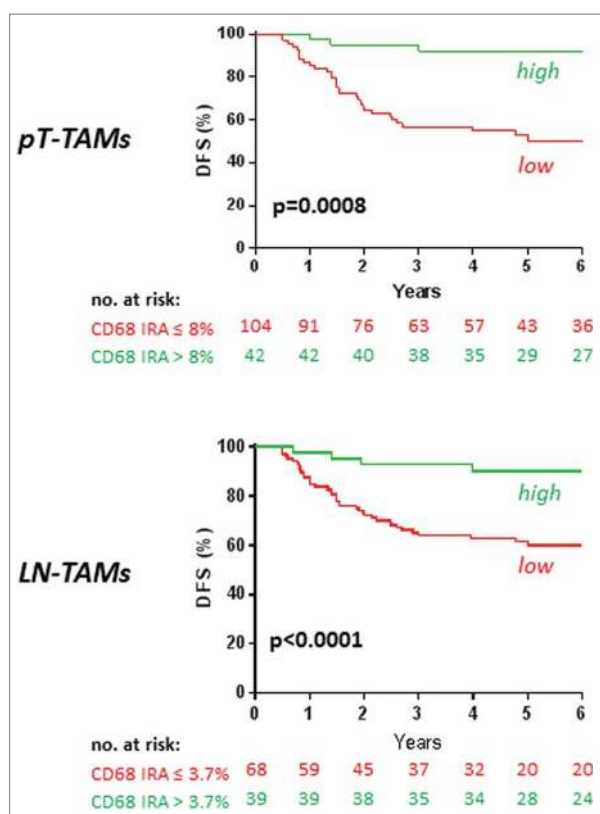 pT-TAMs
DFS (%)
100
80
60
40
20
0
high
low
p=0.0008
0 1 2 3 4 5 6
Years
no. at risk:
CD68 IRA ≤ 8% 104 91 76 63 57 43 36
CD68 IRA > 8% 42 42 40 38 35 29 27
LN-TAMs
DFS (%)
100
80
60
40
20
0
high
low
p<0.0001
0 1 2 3 4 5 6
Years
no. at risk:
CD68 IRA ≤ 3.7% 68 59 45 37 32 20 20
CD68 IRA > 3.7% 39 39 38 35 34 28 24